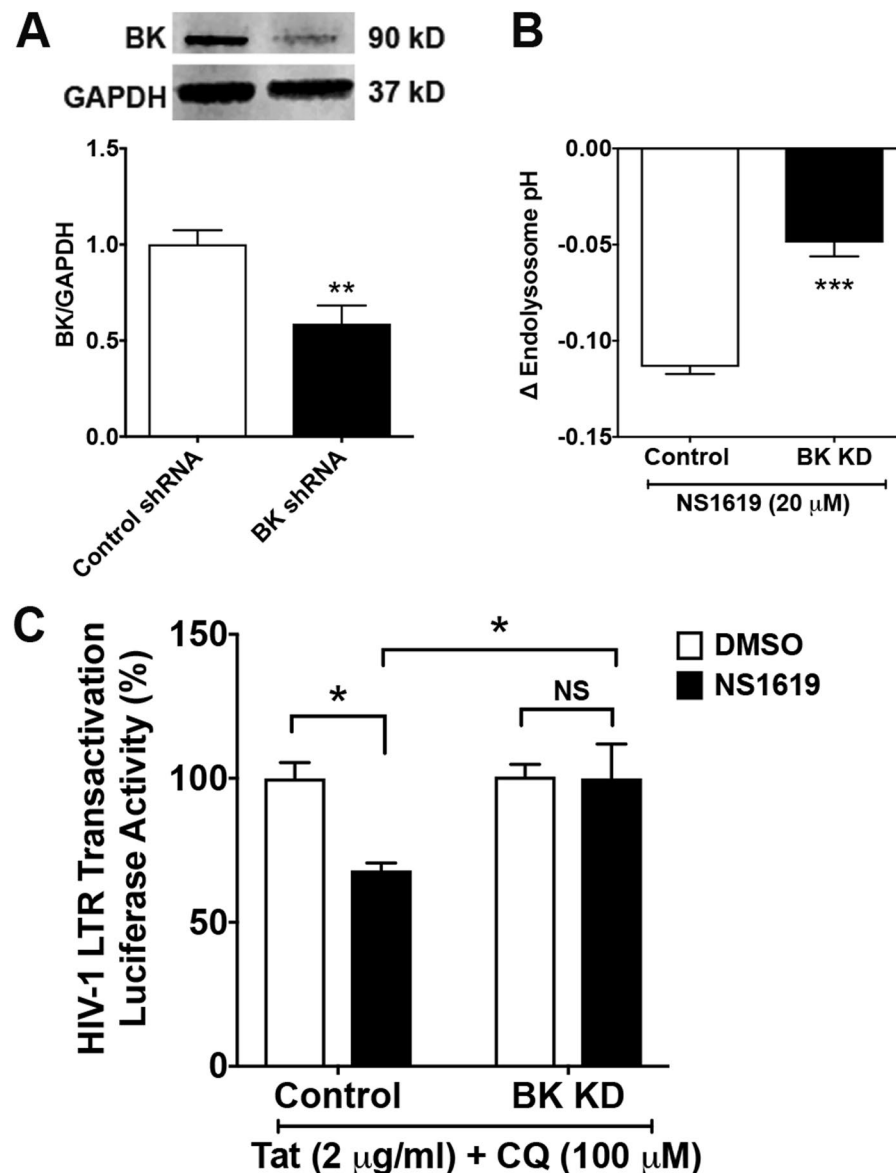 A
BK 90 kD
GAPDH 37 kD
1.5
1.0
0.5
0.0
BK/GAPDH
**
Control shRNA
BK shRNA
B
0.00
-0.05
-0.10
-0.15
Δ Endolysosome pH
***
Control BK KD
NS1619 (20 μM)
C
150
100
50
0
HIV-1 LTR Transactivation
Luciferase Activity (%)
*
*
NS
DMSO
NS1619
Control BK KD
Tat (2 μg/ml) + CQ (100 μM)